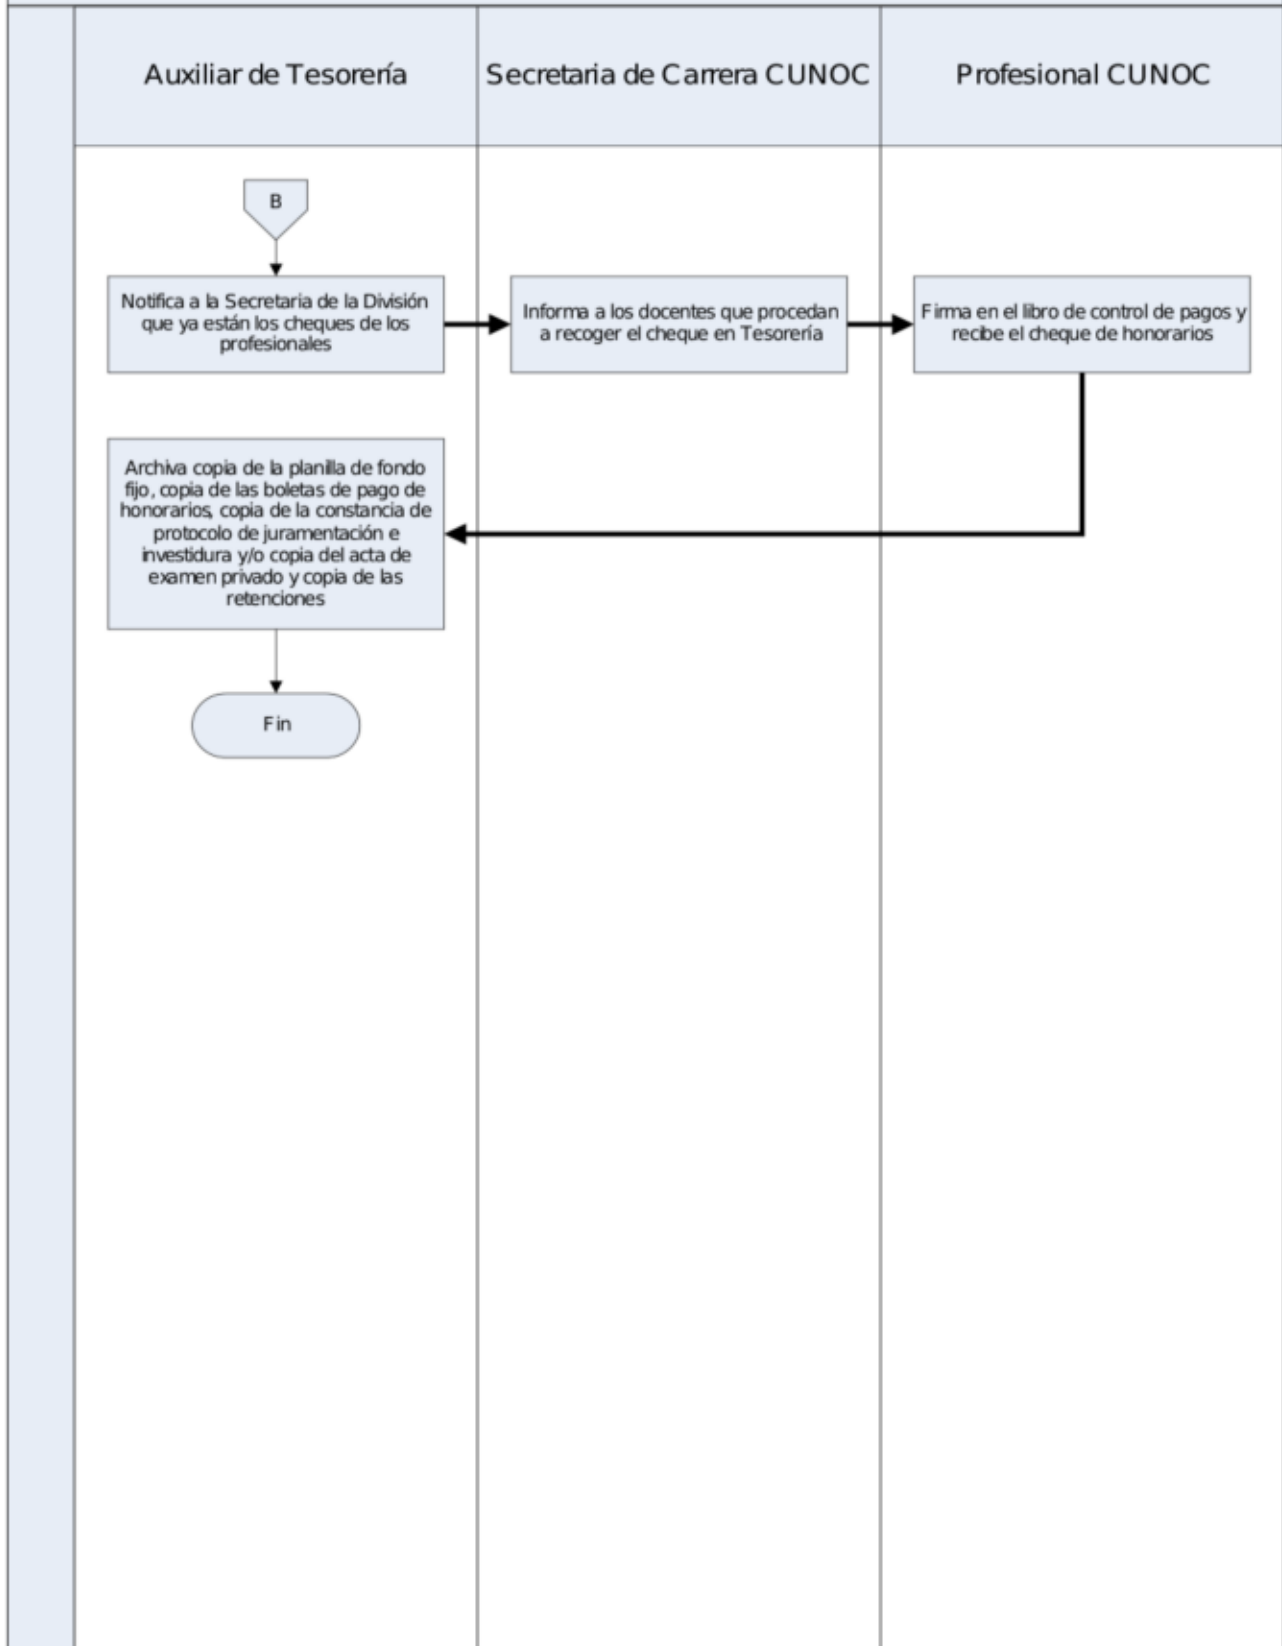 Auxiliar de Tesorería
Secretaria de Carrera CUNOC
Profesional CUNOC
B
Notifica a la Secretaria de la División
que ya están los cheques de los
profesionales
Informa a los docentes que procedan
a recoger el cheque en Tesorería
Firma en el libro de control de pagos y
recibe el cheque de honorarios
Archiva copia de la planilla de fondo
fijo, copia de las boletas de pago de
honorarios, copia de la constancia de
protocolo de juramentación e
investidura y/o copia del acta de
examen privado y copia de las
retenciones
Fin